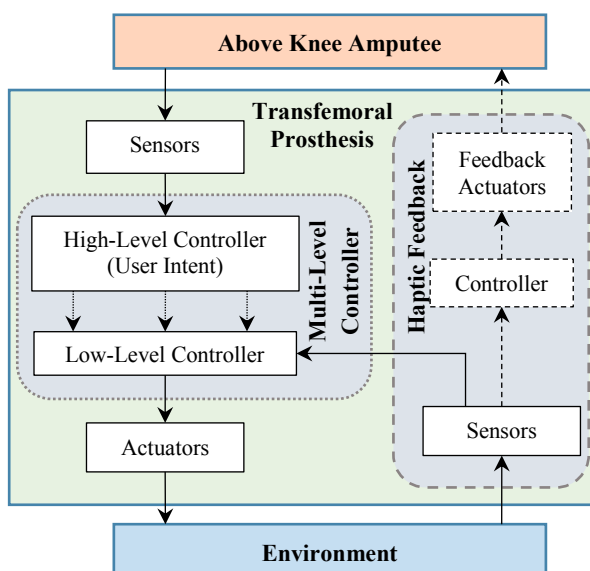 Above Knee Amputee
Transfemoral
Prosthesis
Sensors
High-Level Controller
(User Intent)
Multi-Level
Controller
Low-Level Controller
Actuators
Haptic Feedback
Feedback
Actuators
Controller
Sensors
Environment